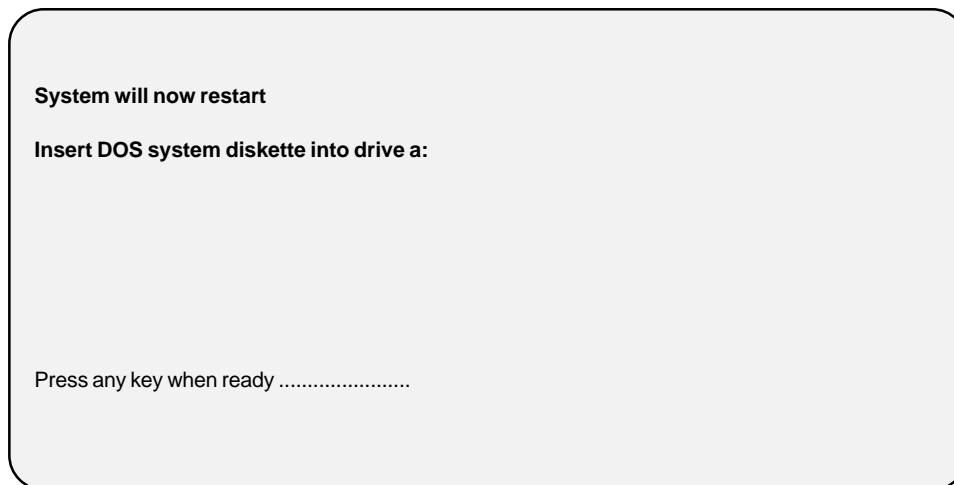 System will now restart
Insert DOS system diskette into drive a:
Press any key when ready .......................